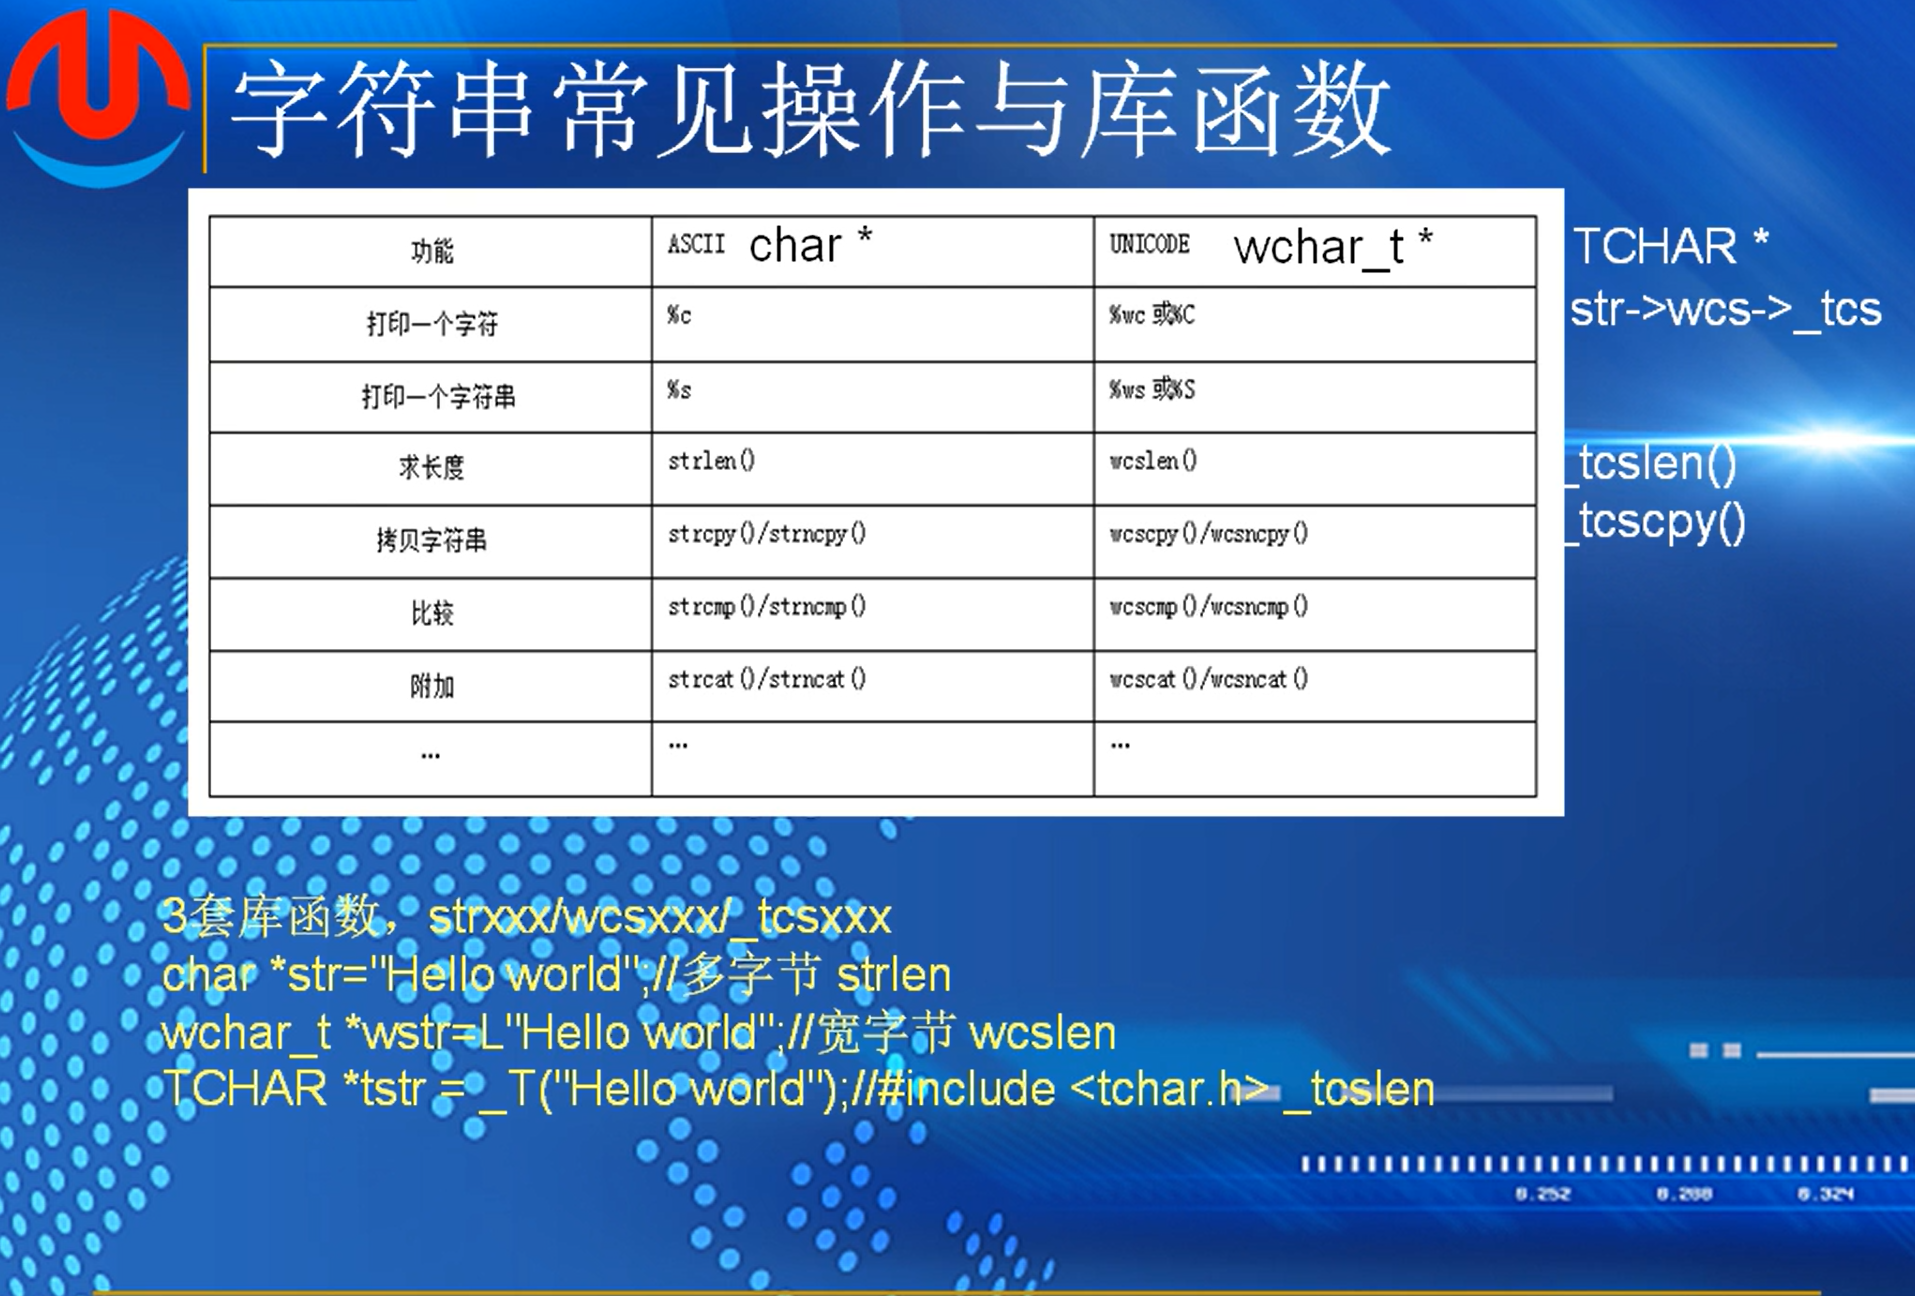 字符串常见操作与库函数
功能 ASCII char * UNICODE wchar_t * TCHAR *
打印一个字符 %c %wc 或%C str->wcs->_tcs
打印一个字符串 %s %ws 或%S
求长度 strlen() wcslen() _tcslen()
拷贝字符串 strcpy()/strncpy() wcscpy()/wcsncpy() _tcscpy()
比较 strcmp()/strncmp() wcscmp()/wcsncmp()
附加 strcat()/strncat() wcscat()/wcsncat()
... ... ...
3套库函数，strxxx/wcsxxx/_tcsxxx
char *str="Hello world";//多字节 strlen
wchar_t *wstr=L"Hello world";//宽字节 wcslen
TCHAR *tstr = _T("Hello world");//#include <tchar.h> _tcslen
6.252 6.288 6.324